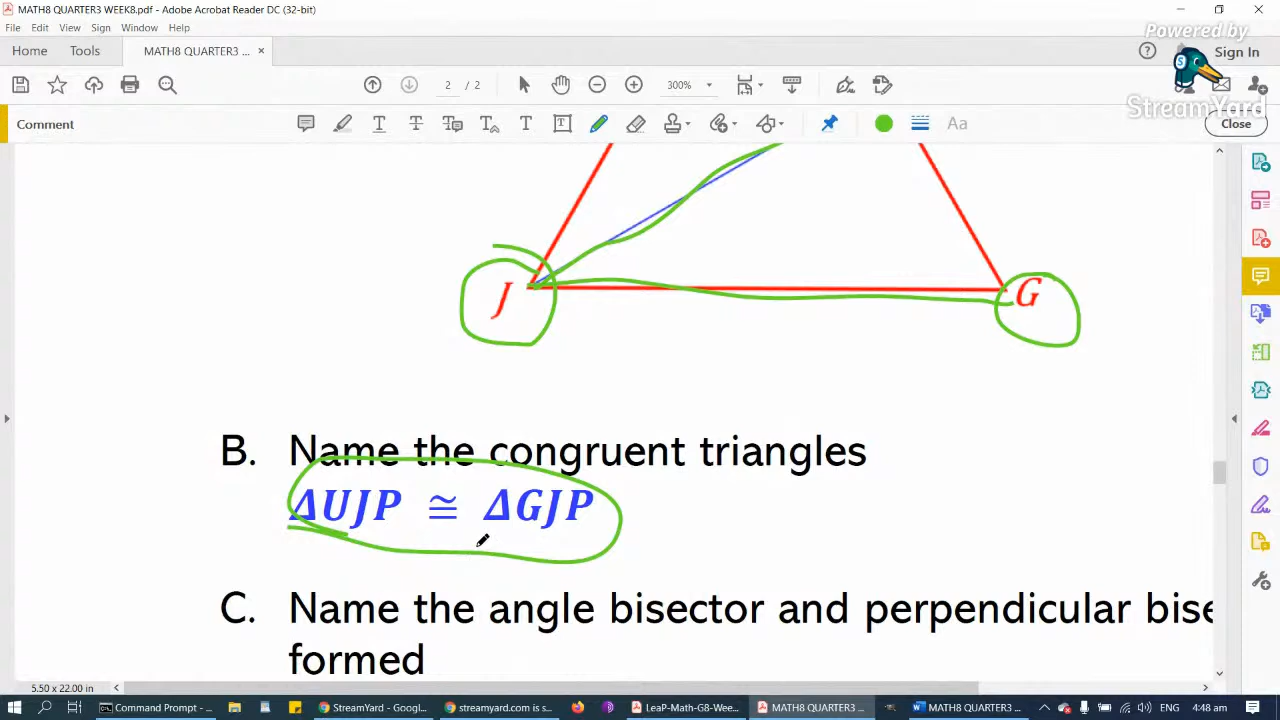 MATH8 QUARTER3 WEEK8.pdf - Adobe Acrobat Reader DC (32-bit)
File Edit View Sign Window Help
Powered by
StreamYard
Home Tools MATH8 QUARTER3 ... × Sign In
2 / 300%
Comment Aa Close
J G
B. Name the congruent triangles
ΔUJP ≅ ΔGJP
C. Name the angle bisector and perpendicular bise
formed
5.50 x 22.00 in
Command Prompt - StreamYard - Googl... streamyard.com is s... LeaP-Math-G8-Wee... MATH8 QUARTER3 ... MATH8 QUARTER3 ... 4:48 am